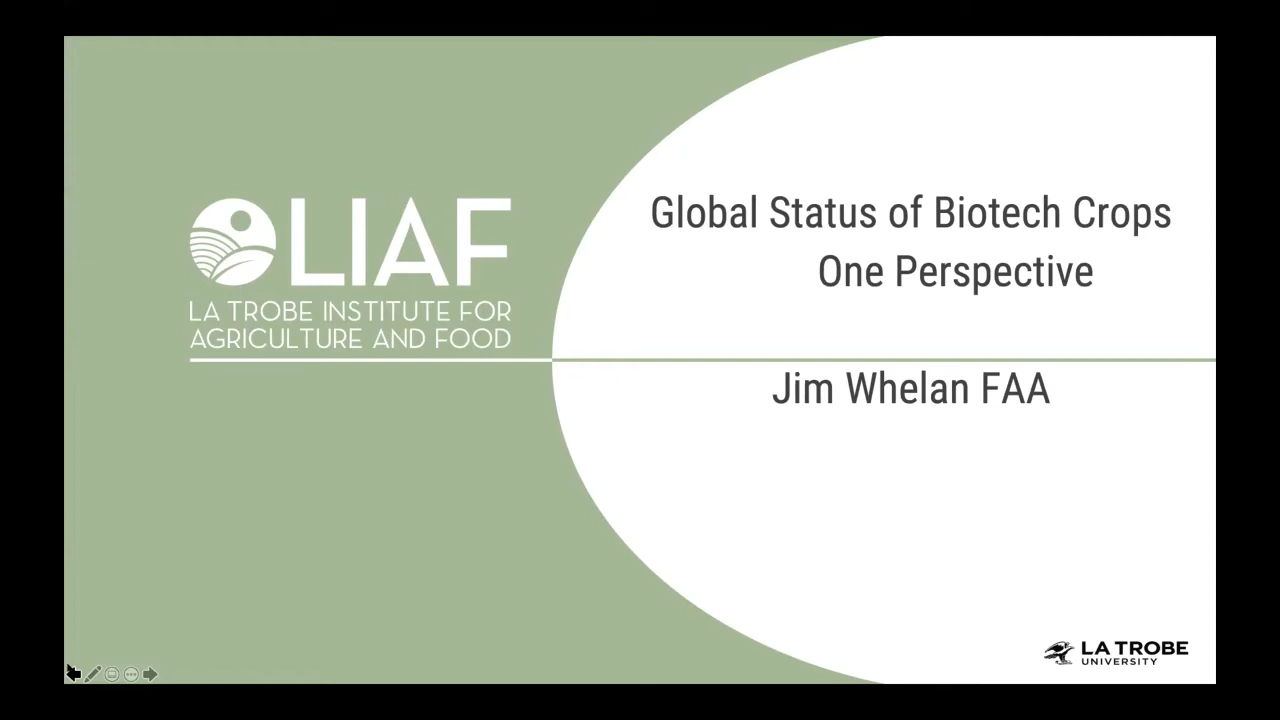 LIAF
LA TROBE INSTITUTE FOR
AGRICULTURE AND FOOD
Global Status of Biotech Crops
One Perspective
Jim Whelan FAA
LA TROBE
UNIVERSITY